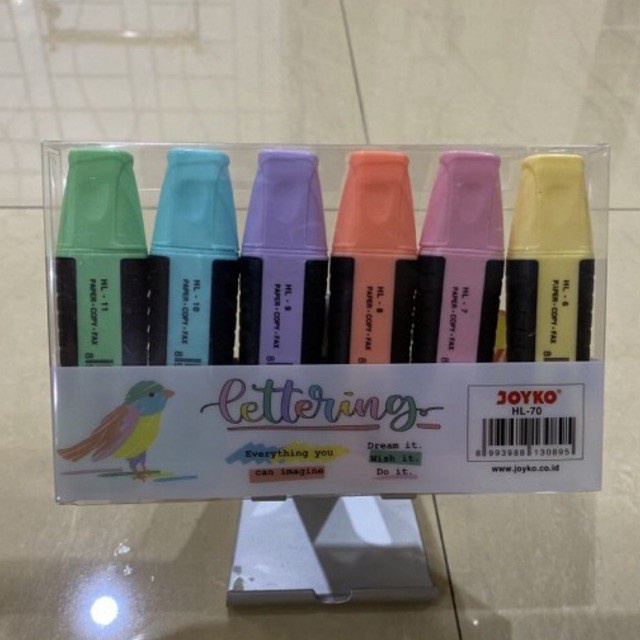 HL - 11
PAPER • COPY • FAX
HL - 10
PAPER • COPY • FAX
HL - 9
PAPER • COPY • FAX
HL - 8
PAPER • COPY • FAX
HL - 7
PAPER • COPY • FAX
HL - 6
PAPER • COPY • FAX
Lettering
Everything you
can imagine
Dream it.
Wish it.
Do it.
JOYKO
HL-70
8 993988 130895
www.joyko.co.id